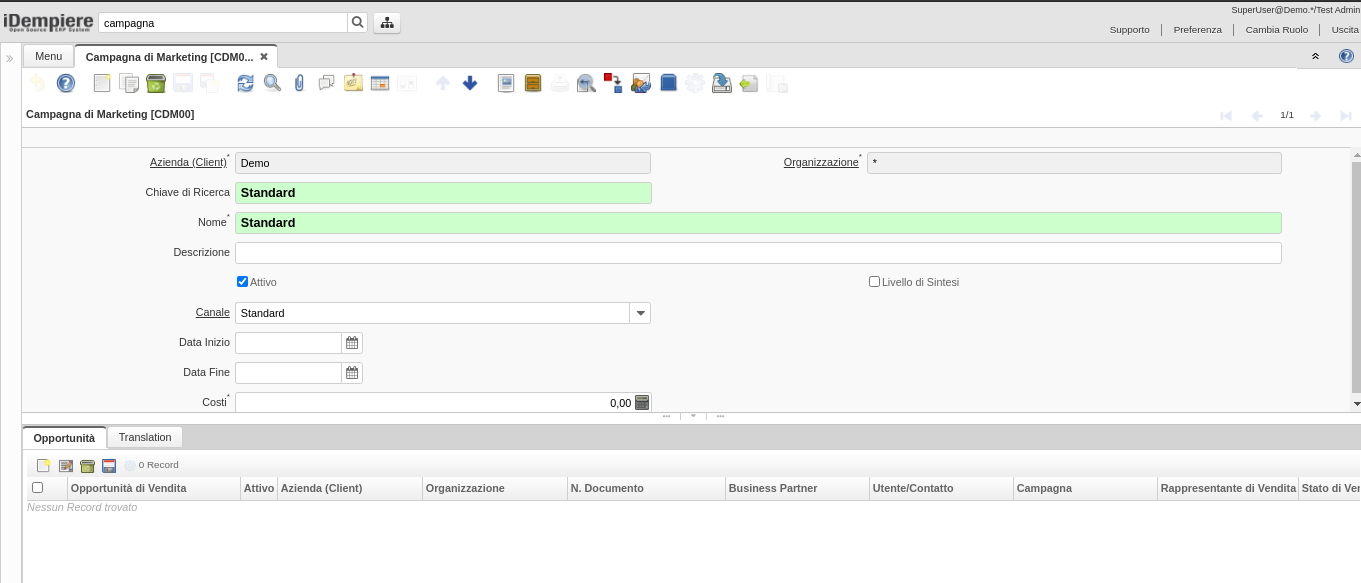 SuperUser@Demo.*/Test Admin
iDempiere
Open Source ERP System
campagna
Supporto
Preferenza
Cambia Ruolo
Uscita
Menu
Campagna di Marketing [CDM0...
Campagna di Marketing [CDM00]
1/1
Azienda (Client)*
Demo
Organizzazione*
*
Chiave di Ricerca
Standard
Nome*
Standard
Descrizione
Attivo
Livello di Sintesi
Canale
Standard
Data Inizio
Data Fine
Costi*
0,00
Opportunità
Translation
0 Record
Opportunità di Vendita
Attivo
Azienda (Client)
Organizzazione
N. Documento
Business Partner
Utente/Contatto
Campagna
Rappresentante di Vendita
Stato di Ven
Nessun Record trovato